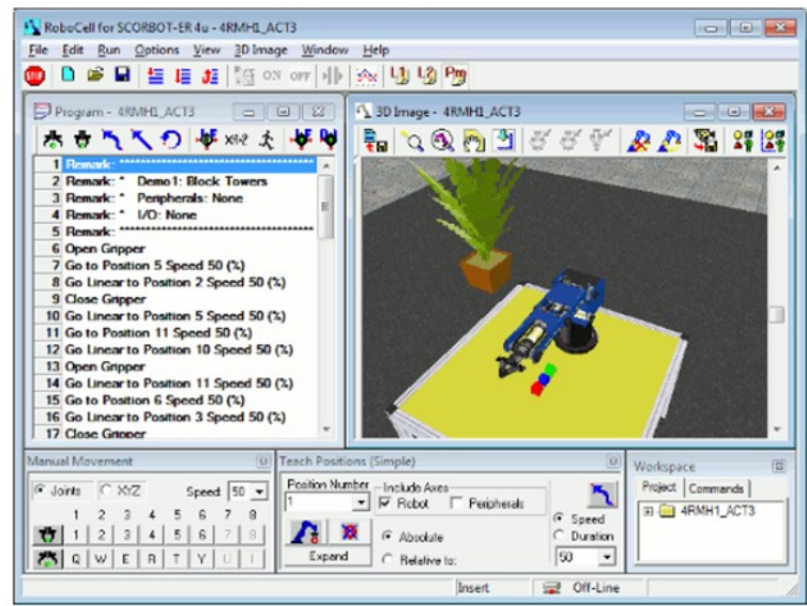 RoboCell for SCORBOT-ER 4u - 4RMH1_ACT3
File Edit Run Options View 3D Image Window Help
STOP ON OFF Prg
Program - 4RMH1_ACT3
XYZ
1 Remark: ****************************************
2 Remark: * Demo1: Block Towers
3 Remark: * Peripherals: None
4 Remark: * I/O: None
5 Remark: ****************************************
6 Open Gripper
7 Go to Position 5 Speed 50 (%)
8 Go Linear to Position 2 Speed 50 (%)
9 Close Gripper
10 Go Linear to Position 5 Speed 50 (%)
11 Go to Position 11 Speed 50 (%)
12 Go Linear to Position 10 Speed 50 (%)
13 Open Gripper
14 Go Linear to Position 11 Speed 50 (%)
15 Go to Position 6 Speed 50 (%)
16 Go Linear to Position 3 Speed 50 (%)
17 Close Gripper
3D Image - 4RMH1_ACT3
Manual Movement
Joints XYZ Speed 50
1 2 3 4 5 6 7 8
1 2 3 4 5 6 7 8
Q W E R T Y U I
Teach Positions (Simple)
Position Number
1
Include Axes
Robot Peripherals
Absolute
Relative to:
Expand
Speed
Duration
50
Workspace
Project Commands
4RMH1_ACT3
Insert Off-Line